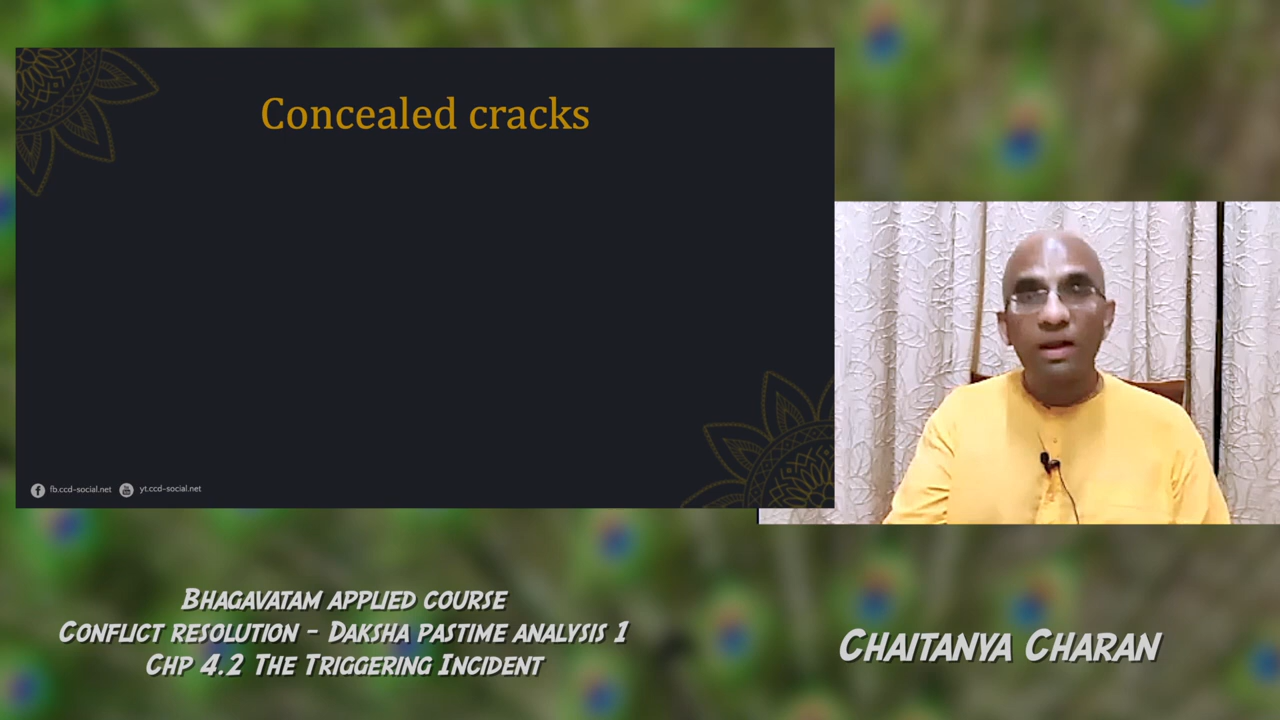 Concealed cracks
fb.ccd-social.net yt.ccd-social.net
Bhagavatam applied course
Conflict resolution - Daksha pastime analysis 1
Chp 4.2 The Triggering Incident
Chaitanya Charan